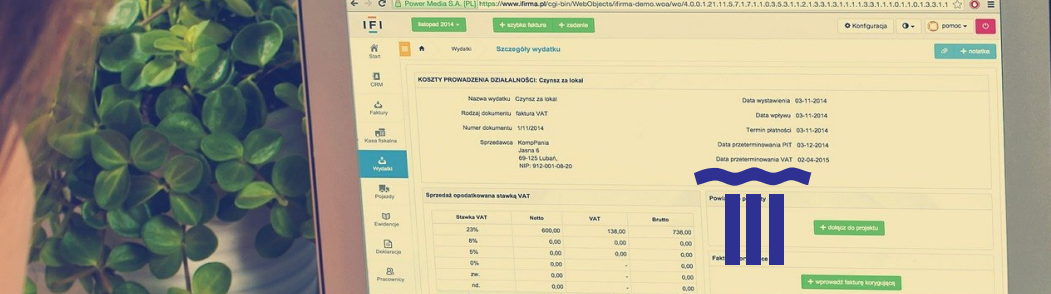 Power Media S.A. [PL] https://www.ifirma.pl/cgi-bin/WebObjects/ifirma-demo.woa/wo/4.0.0.1.21.11.5.7.1.7.1.1.0.3.5.3.1.1.2.1.3.3.1.3.1.1.1.1.3.3.1.1.1.0.1.1.0.1.3.3.1.1
IFI
listopad 2014
+ szybka faktura
+ zadanie
Konfiguracja
pomoc
Start
Wydatki
Szczegóły wydatku
+ notatka
CRM
KOSZTY PROWADZENIA DZIAŁALNOŚCI: Czynsz za lokal
Faktury
Nazwa wydatku Czynsz za lokal
Rodzaj dokumentu faktura VAT
Numer dokumentu 1/11/2014
Sprzedawca KompPania
Jasna 6
69-125 Lubań,
NIP: 912-001-08-20
Data wystawienia 03-11-2014
Data wpływu 03-11-2014
Termin płatności 03-11-2014
Data przeterminowania PIT 03-12-2014
Data przeterminowania VAT 02-04-2015
Kasa fiskalna
Wydatki
Pojazdy
Ewidencje
Deklaracje
Pracownicy
Sprzedaż opodatkowana stawką VAT
Stawka VAT Netto VAT Brutto
23% 600,00 138,00 738,00
8% 0,00 0,00 0,00
5% 0,00 0,00 0,00
0% 0,00 - 0,00
zw. 0,00 - 0,00
nd. 0,00 - 0,00
+ dołącz do projektu
+ wprowadź fakturę korygującą